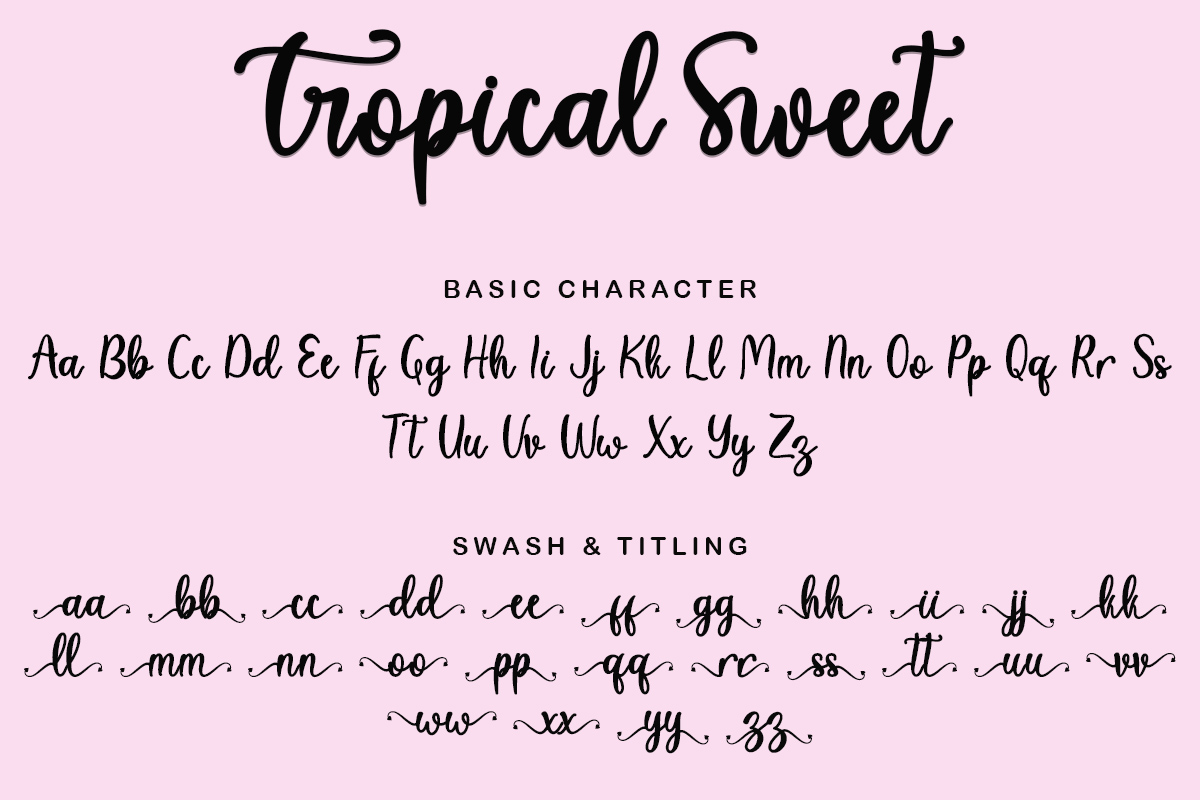 Tropical Sweet
BASIC CHARACTER
Aa Bb Cc Dd Ee Ff Gg Hh Ii Jj Kk Ll Mm Nn Oo Pp Qq Rr Ss
Tt Uu Vv Ww Xx Yy Zz
SWASH & TITLING
aa bb cc dd ee ff gg hh ii jj kk
ll mm nn oo pp qq rr ss tt uu vv
ww xx yy zz